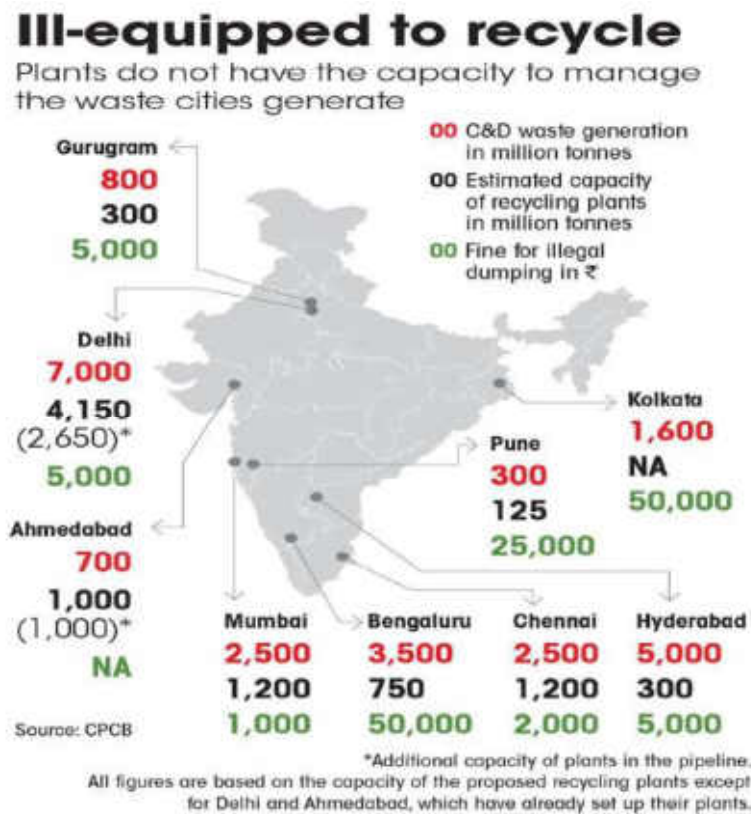 Ill-equipped to recycle
Plants do not have the capacity to manage
the waste cities generate
00 C&D waste generation
in million tonnes
00 Estimated capacity
of recycling plants
in million tonnes
00 Fine for illegal
dumping in ₹
Gurugram
800
300
5,000
Delhi
7,000
4,150
(2,650)*
5,000
Ahmedabad
700
1,000
(1,000)*
NA
Kolkata
1,600
NA
50,000
Pune
300
125
25,000
Mumbai
2,500
1,200
1,000
Bengaluru
3,500
750
50,000
Chennai
2,500
1,200
2,000
Hyderabad
5,000
300
5,000
Source: CPCB
*Additional capacity of plants in the pipeline.
All figures are based on the capacity of the proposed recycling plants except
for Delhi and Ahmedabad, which have already set up their plants.